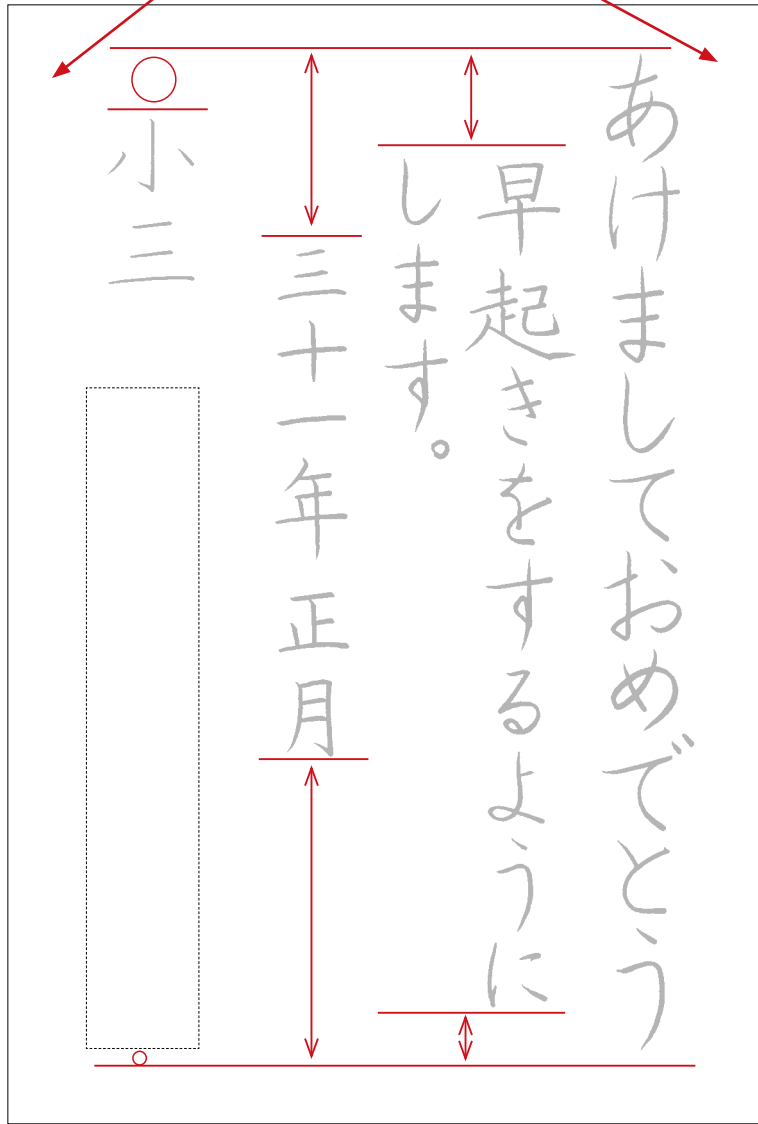 あけましておめでとう
早起きをするように
します。
三十一年正月
小三